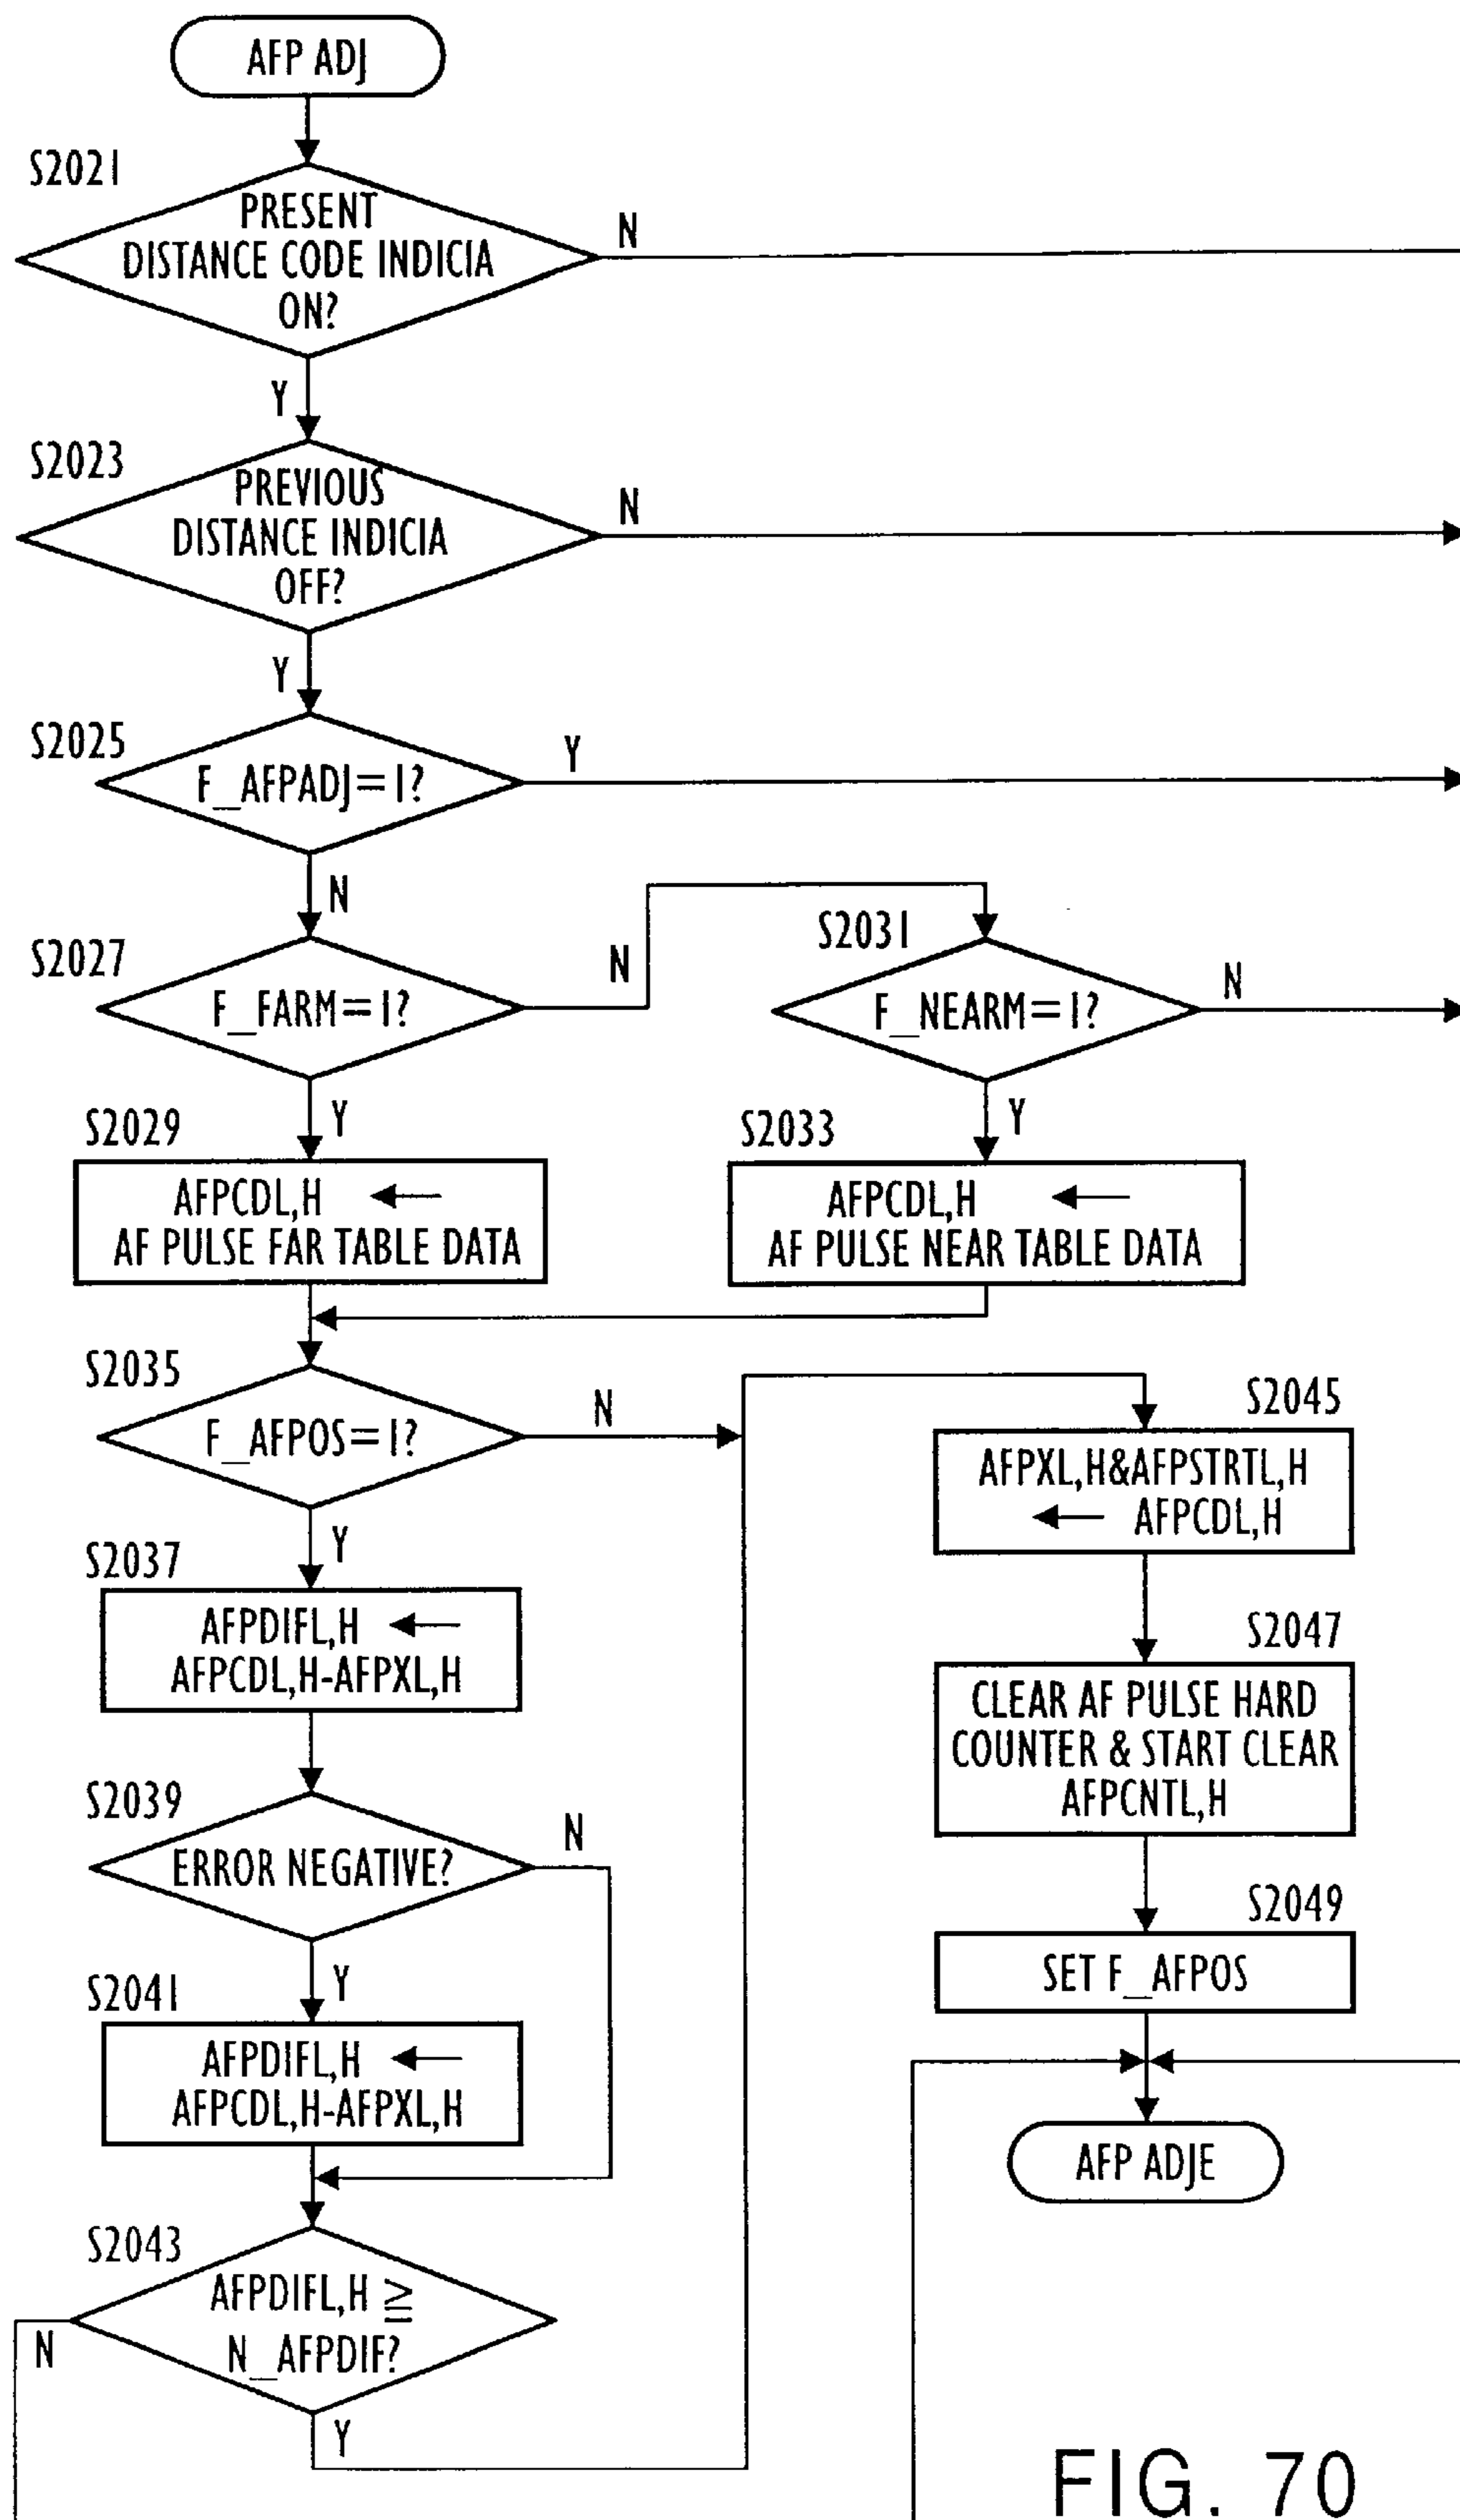 AFP ADJ
S2021
PRESENT
DISTANCE CODE INDICIA
ON?
N
Y
S2023
PREVIOUS
DISTANCE INDICIA
OFF?
N
Y
S2025
F_AFPADJ=1?
Y
N
S2027
F_FARM=1?
N
S2031
F_NEARM=1?
N
Y
Y
S2029
AFPCDL,H ←
AF PULSE FAR TABLE DATA
S2033
AFPCDL,H ←
AF PULSE NEAR TABLE DATA
S2035
F_AFPOS=1?
N
Y
S2037
AFPDIFL,H ←
AFPCDL,H-AFPXL,H
S2039
ERROR NEGATIVE?
N
Y
S2041
AFPDIFL,H ←
AFPCDL,H-AFPXL,H
S2043
AFPDIFL,H ≧
N_AFPDIF?
N
Y
S2045
AFPXL,H&AFPSTRTL,H
← AFPCDL,H
S2047
CLEAR AF PULSE HARD
COUNTER & START CLEAR
AFPCNTL,H
S2049
SET F_AFPOS
AFP ADJE
FIG. 70